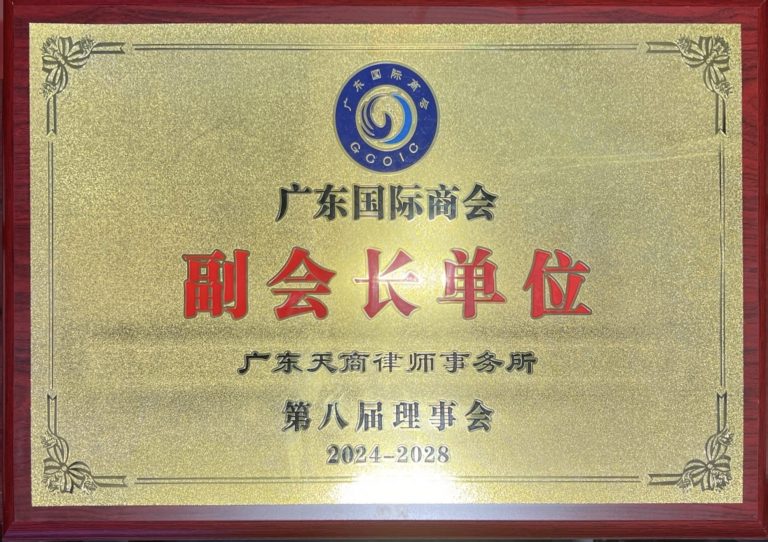 广东国际商会
GCOIC
广东国际商会
副会长单位
广东天商律师事务所
第八届理事会
2024-2028